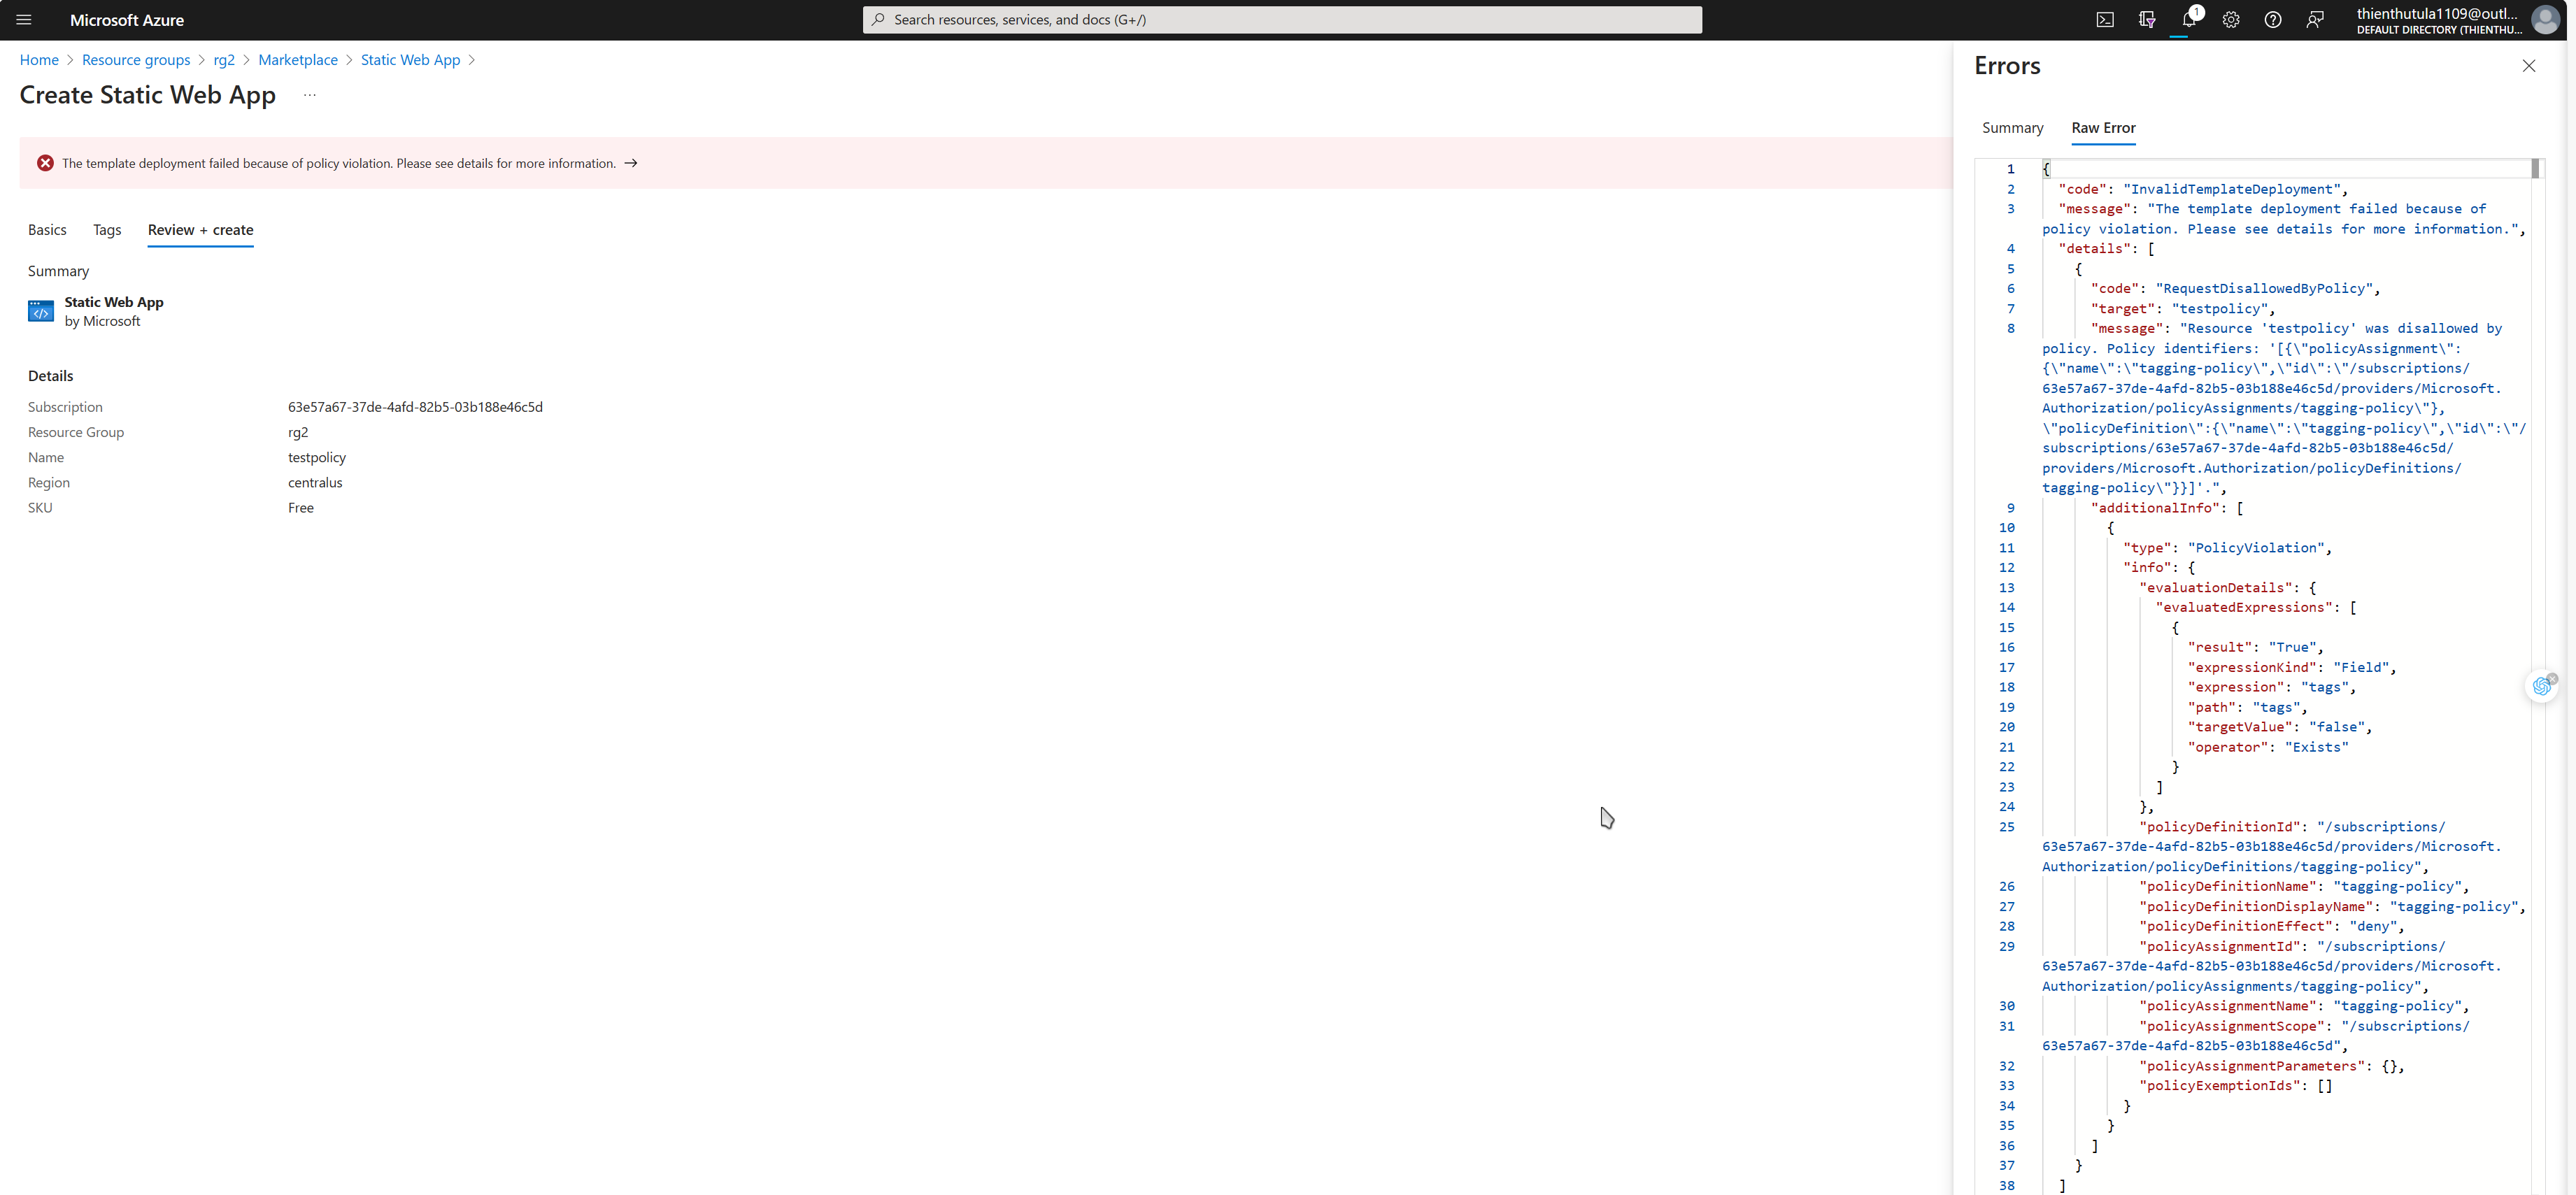 Microsoft Azure
Search resources, services, and docs (G+/)
1
thienthutula1109@outl...
DEFAULT DIRECTORY (THIENTHU...
Home > Resource groups > rg2 > Marketplace > Static Web App >
Create Static Web App ...
The template deployment failed because of policy violation. Please see details for more information. →
Basics Tags Review + create
Summary
Static Web App
by Microsoft
Details
Subscription 63e57a67-37de-4afd-82b5-03b188e46c5d
Resource Group rg2
Name testpolicy
Region centralus
SKU Free
Errors
Summary Raw Error
1 {
2 "code": "InvalidTemplateDeployment",
3 "message": "The template deployment failed because of
policy violation. Please see details for more information.",
4 "details": [
5 {
6 "code": "RequestDisallowedByPolicy",
7 "target": "testpolicy",
8 "message": "Resource 'testpolicy' was disallowed by
policy. Policy identifiers: '[{\"policyAssignment\":
{\"name\":\"tagging-policy\",\"id\":\"/subscriptions/
63e57a67-37de-4afd-82b5-03b188e46c5d/providers/Microsoft.
Authorization/policyAssignments/tagging-policy\"},
\"policyDefinition\":{\"name\":\"tagging-policy\",\"id\":\"/
subscriptions/63e57a67-37de-4afd-82b5-03b188e46c5d/
providers/Microsoft.Authorization/policyDefinitions/
tagging-policy\"}}]'.",
9 "additionalInfo": [
10 {
11 "type": "PolicyViolation",
12 "info": {
13 "evaluationDetails": {
14 "evaluatedExpressions": [
15 {
16 "result": "True",
17 "expressionKind": "Field",
18 "expression": "tags",
19 "path": "tags",
20 "targetValue": "false",
21 "operator": "Exists"
22 }
23 ]
24 },
25 "policyDefinitionId": "/subscriptions/
63e57a67-37de-4afd-82b5-03b188e46c5d/providers/Microsoft.
Authorization/policyDefinitions/tagging-policy",
26 "policyDefinitionName": "tagging-policy",
27 "policyDefinitionDisplayName": "tagging-policy",
28 "policyDefinitionEffect": "deny",
29 "policyAssignmentId": "/subscriptions/
63e57a67-37de-4afd-82b5-03b188e46c5d/providers/Microsoft.
Authorization/policyAssignments/tagging-policy",
30 "policyAssignmentName": "tagging-policy",
31 "policyAssignmentScope": "/subscriptions/
63e57a67-37de-4afd-82b5-03b188e46c5d",
32 "policyAssignmentParameters": {},
33 "policyExemptionIds": []
34 }
35 }
36 ]
37 }
38 ]